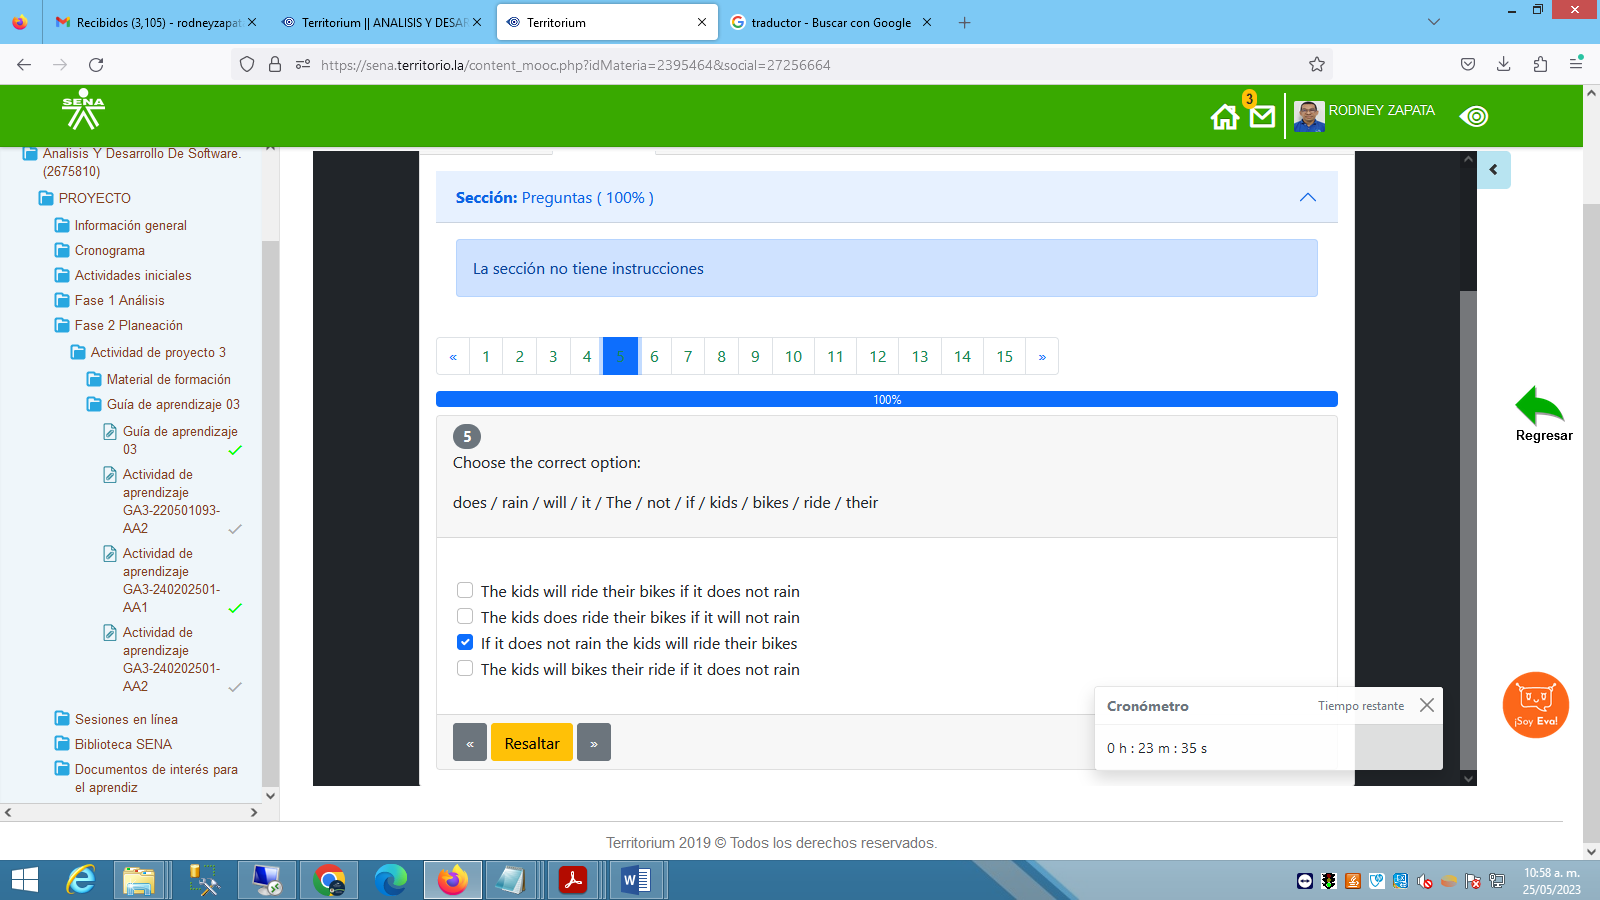 Recibidos (3,105) - rodneyzapat
Territorium || ANALISIS Y DESAR
Territorium
traductor - Buscar con Google
https://sena.territorio.la/content_mooc.php?idMateria=2395464&social=27256664
SENA
3
RODNEY ZAPATA
Analisis Y Desarrollo De Software.
(2675810)
PROYECTO
Información general
Cronograma
Actividades iniciales
Fase 1 Análisis
Fase 2 Planeación
Actividad de proyecto 3
Material de formación
Guía de aprendizaje 03
Guía de aprendizaje
03
Actividad de
aprendizaje
GA3-220501093-
AA2
Actividad de
aprendizaje
GA3-240202501-
AA1
Actividad de
aprendizaje
GA3-240202501-
AA2
Sesiones en línea
Biblioteca SENA
Documentos de interés para
el aprendiz
Sección: Preguntas ( 100% )
La sección no tiene instrucciones
« 1 2 3 4 5 6 7 8 9 10 11 12 13 14 15 »
100%
5
Choose the correct option:
does / rain / will / it / The / not / if / kids / bikes / ride / their
The kids will ride their bikes if it does not rain
The kids does ride their bikes if it will not rain
If it does not rain the kids will ride their bikes
The kids will bikes their ride if it does not rain
« Resaltar »
Cronómetro Tiempo restante
0 h : 23 m : 35 s
Regresar
¡Soy Eva!
Territorium 2019 © Todos los derechos reservados.
10:58 a. m.
25/05/2023